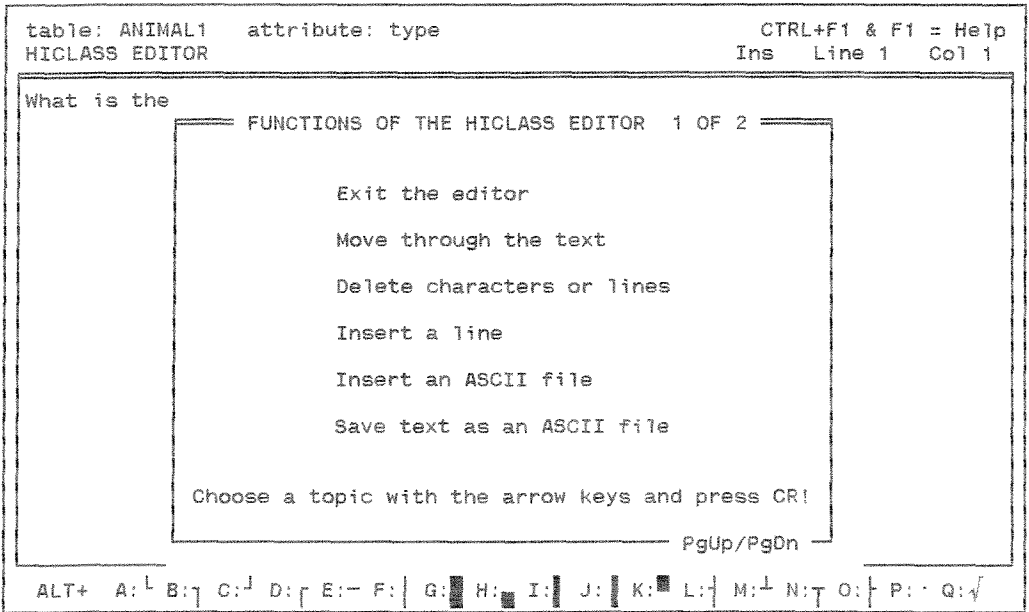 table: ANIMAL1 attribute: type CTRL+F1 & F1 = Help
HICLASS EDITOR Ins Line 1 Col 1
What is the
FUNCTIONS OF THE HICLASS EDITOR 1 OF 2
Exit the editor
Move through the text
Delete characters or lines
Insert a line
Insert an ASCII file
Save text as an ASCII file
Choose a topic with the arrow keys and press CR!
PgUp/PgDn
ALT+ A:└ B:┐ C:┘ D:┌ E:─ F:│ G:█ H:▄ I:▌ J:▐ K:▀ L:┤ M:┴ N:┬ O:├ P:· Q:√